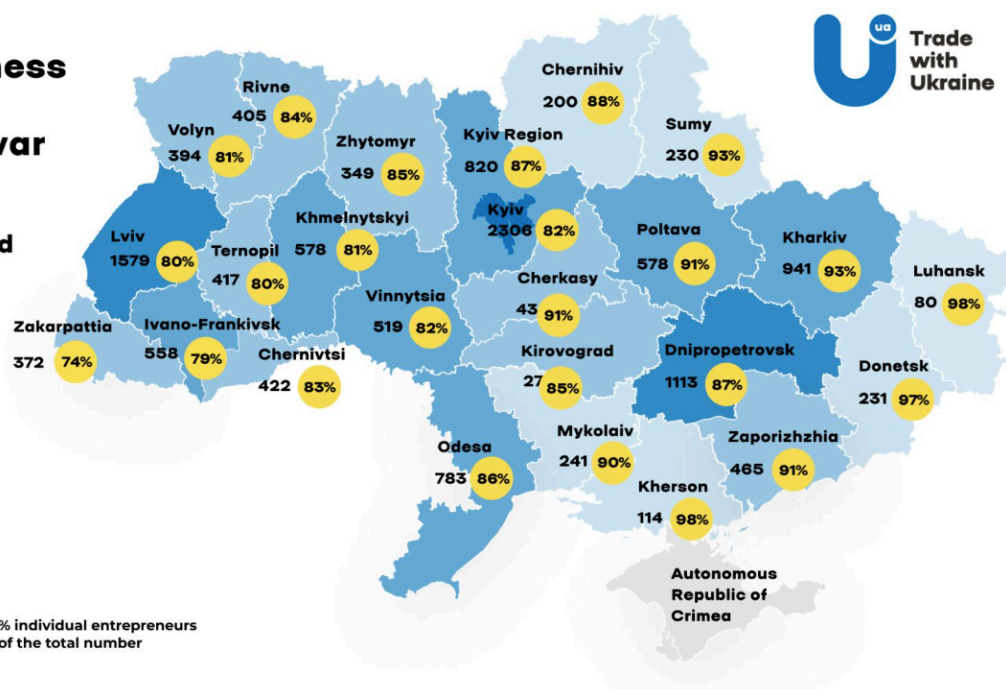 ness
var
d
ua
Trade
with
Ukraine
Chernihiv
200 88%
Sumy
230 93%
Rivne
405 84%
Volyn
394 81%
Zhytomyr
349 85%
Kyiv Region
820 87%
Kyiv
2306 82%
Lviv
1579 80%
Ternopil
417 80%
Khmelnytskyi
578 81%
Poltava
578 91%
Kharkiv
941 93%
Luhansk
80 98%
Vinnytsia
519 82%
Cherkasy
43 91%
Zakarpattia
372 74%
Ivano-Frankivsk
558 79%
Chernivtsi
422 83%
Kirovograd
27 85%
Dnipropetrovsk
1113 87%
Donetsk
231 97%
Odesa
783 86%
Mykolaiv
241 90%
Zaporizhzhia
465 91%
Kherson
114 98%
Autonomous
Republic of
Crimea
% individual entrepreneurs
of the total number